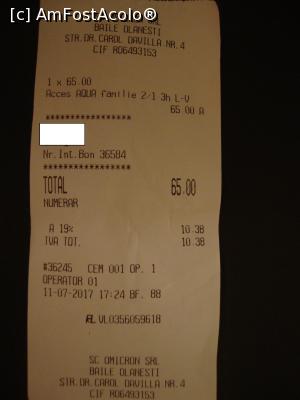 [c] AmFostAcolo®
SRL
BAILE OLANESTI
STR.DR.CAROL DAVILLA NR.4
CIF RO6493153
1 x 65.00
Acces AQUA familie 2/1 3h L-V
65.00 A
*****************
Nr.Int.Bon 36584
*****************
TOTAL 65.00
NUMERAR
A 19% 10.38
TVA TOT. 10.38
#36245 CEM 001 OP. 1
OPERATOR 01
11-07-2017 17:24 BF. 88
VL0356059618
SC OMICRON SRL
BAILE OLANESTI
STR.DR.CAROL DAVILLA NR.4
CIF RO6493153